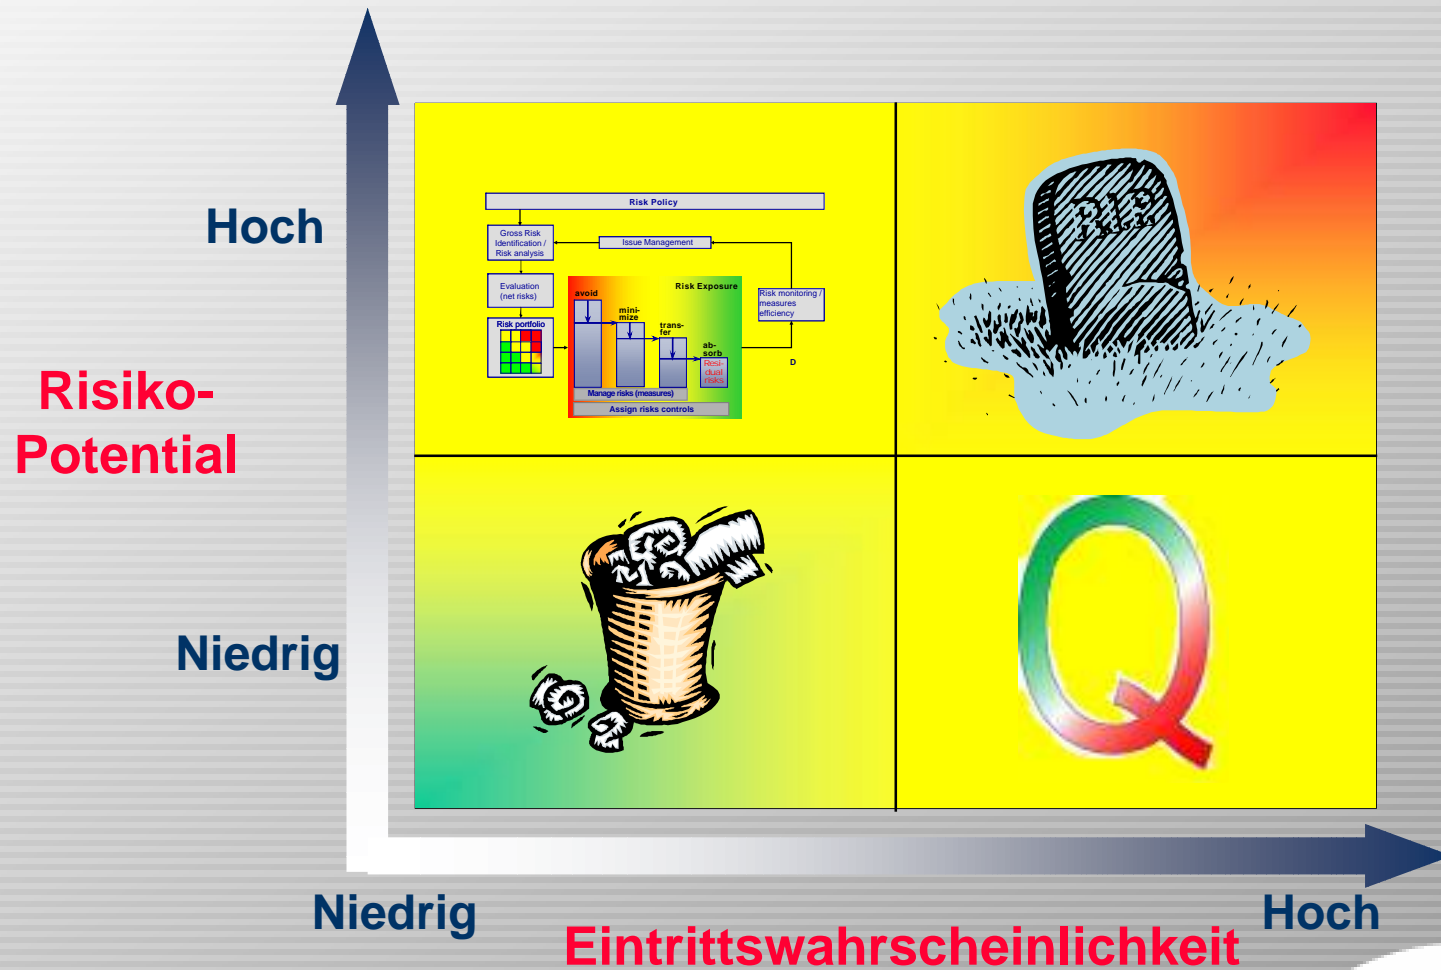 Risk Policy
Gross Risk
Identification /
Risk analysis
Issue Management
Evaluation
(net risks)
Risk portfolio
avoid
mini-
mize
trans-
fer
ab-
sorb
Resi-
dual
risks
Risk Exposure
Manage risks (measures)
Assign risks controls
Risk monitoring /
measures
efficiency
D
R.I.P.
Q
Hoch
Risiko-
Potential
Niedrig
Niedrig
Hoch
Eintrittswahrscheinlichkeit